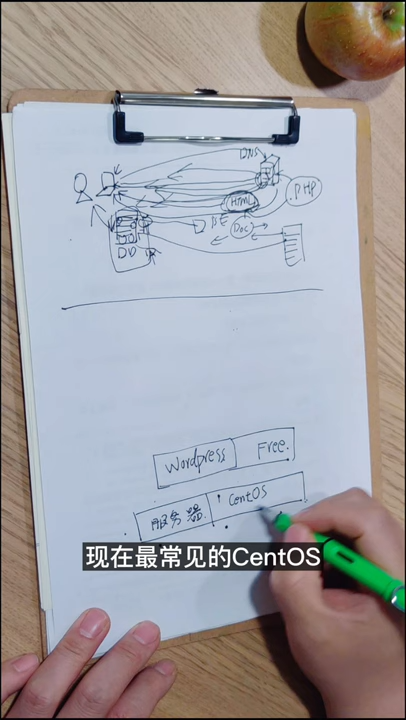 DNS
HTML
.PHP
Doc
Wordpress Free.
服务器 CentOS
现在最常见的CentOS